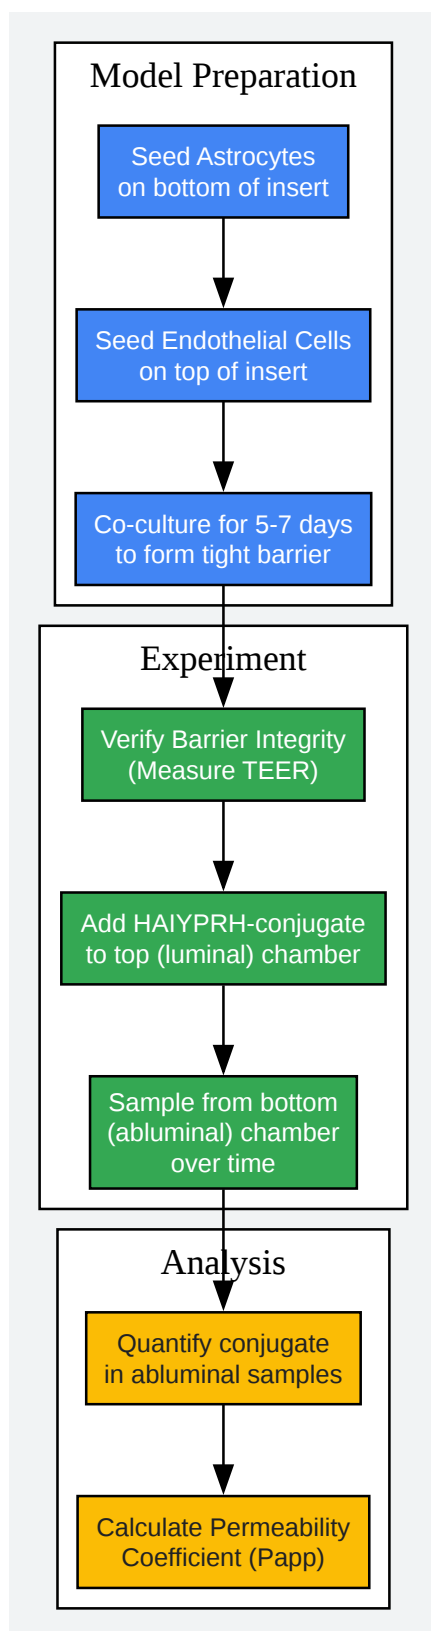 Model Preparation
Seed Astrocytes
on bottom of insert
Seed Endothelial Cells
on top of insert
Co-culture for 5-7 days
to form tight barrier
Experiment
Verify Barrier Integrity
(Measure TEER)
Add HAIYPRH-conjugate
to top (luminal) chamber
Sample from bottom
(abluminal) chamber
over time
Analysis
Quantify conjugate
in abluminal samples
Calculate Permeability
Coefficient (Papp)